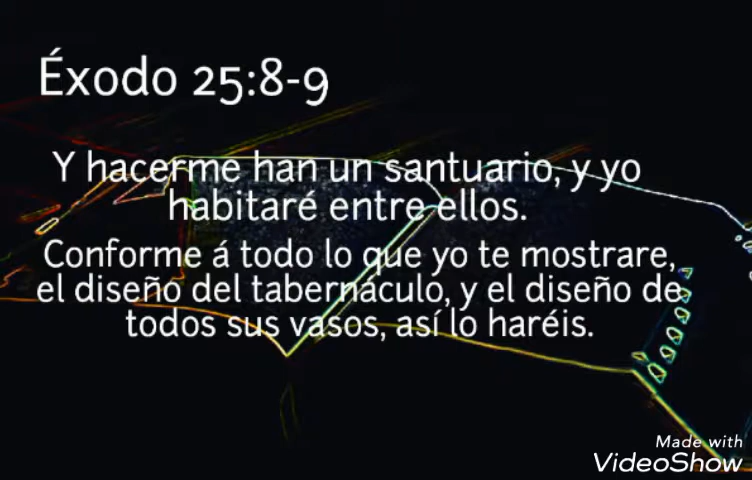 Éxodo 25:8-9
Y hacerme han un santuario, y yo
habitaré entre ellos.
Conforme á todo lo que yo te mostrare,
el diseño del tabernáculo, y el diseño de
todos sus vasos, así lo haréis.
Made with
VideoShow